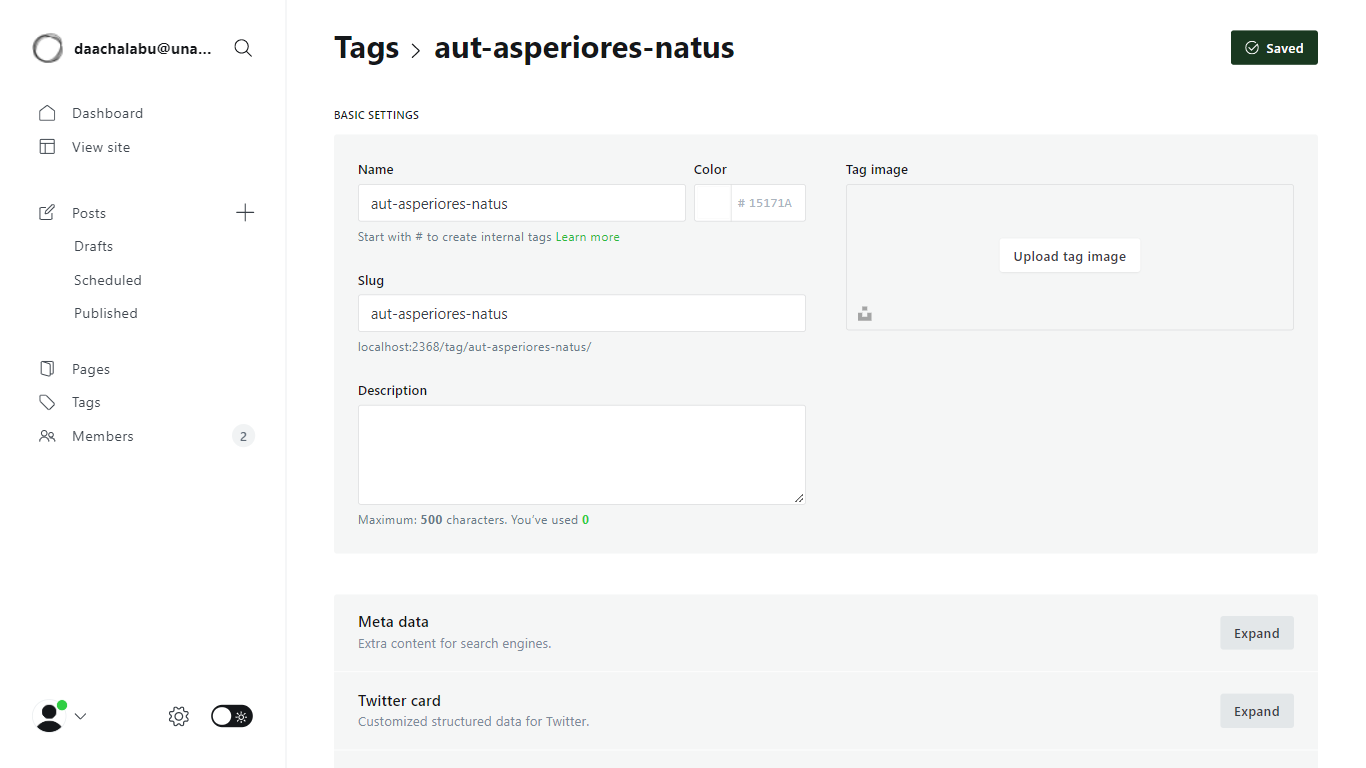 daachalabu@una...
Dashboard
View site
Posts
Drafts
Scheduled
Published
Pages
Tags
Members
2
Tags
aut-asperiores-natus
Saved
BASIC SETTINGS
Name
aut-asperiores-natus
Start with # to create internal tags Learn more
Color
# 15171A
Slug
aut-asperiores-natus
localhost:2368/tag/aut-asperiores-natus/
Description
Maximum: 500 characters. You’ve used 0
Tag image
Upload tag image
Meta data
Extra content for search engines.
Expand
Twitter card
Customized structured data for Twitter.
Expand